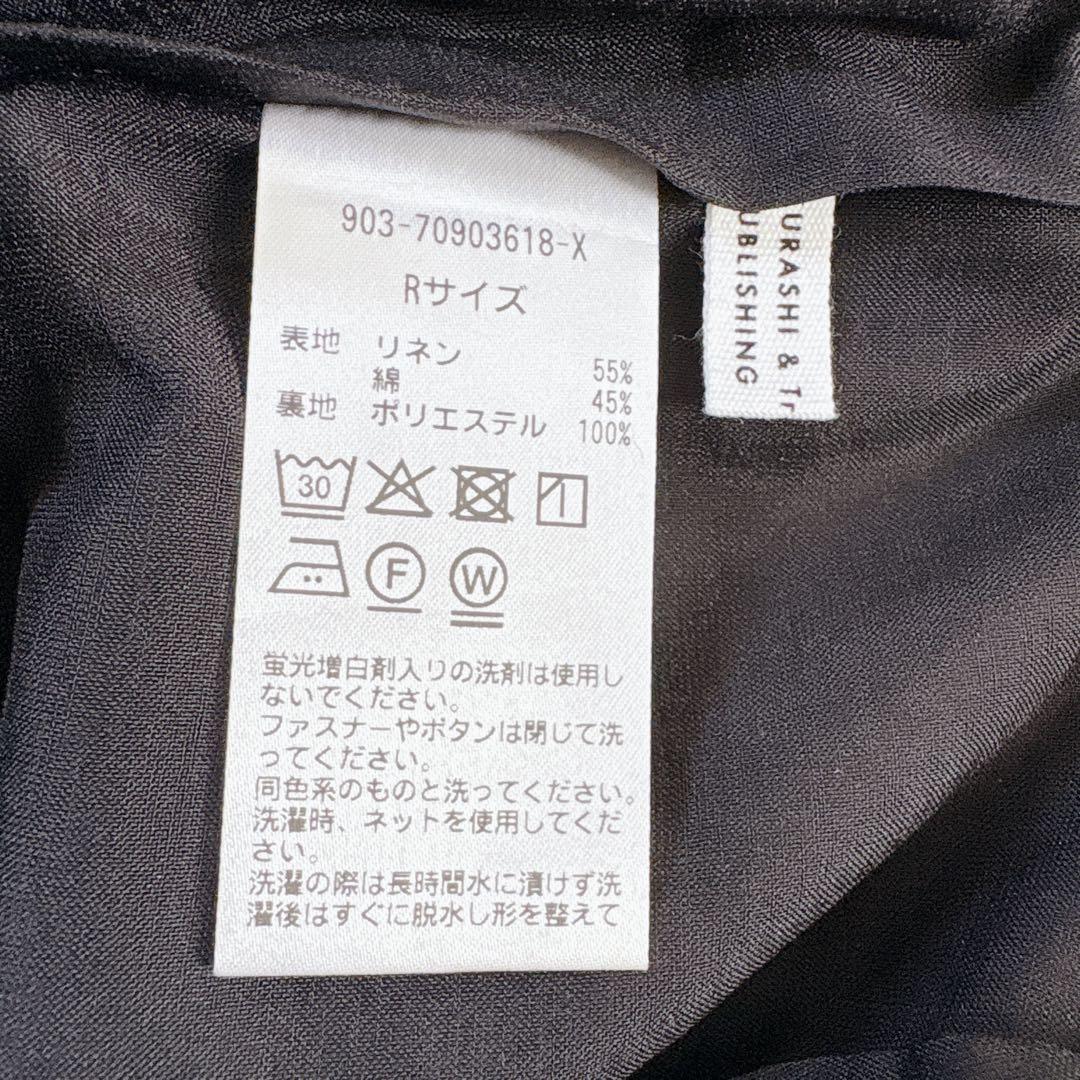 903-70903618-X
Rサイズ
表地 リネン 55%
綿 45%
裏地 ポリエステル 100%
30
F
W
蛍光増白剤入りの洗剤は使用し
ないでください。
ファスナーやボタンは閉じて洗
ってください。
同色系のものと洗ってください。
洗濯時、ネットを使用してくだ
さい。
洗濯の際は長時間水に漬けず洗
濯後はすぐに脱水し形を整えて
URASHI & Tr
UBLISHING